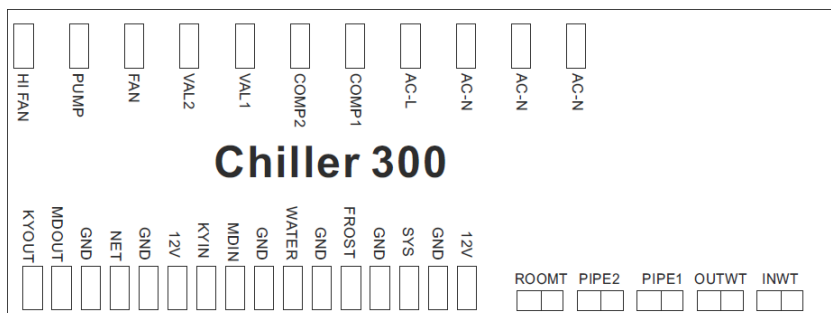 HI FAN PUMP FAN VAL2 VAL1 COMP2 COMP1 AC-L AC-N AC-N AC-N
Chiller 300
KYOUT MDOUT GND NET GND 12V KYIN MDIN GND WATER GND FROST GND SYS GND 12V
ROOMT PIPE2 PIPE1 OUTWT INWT